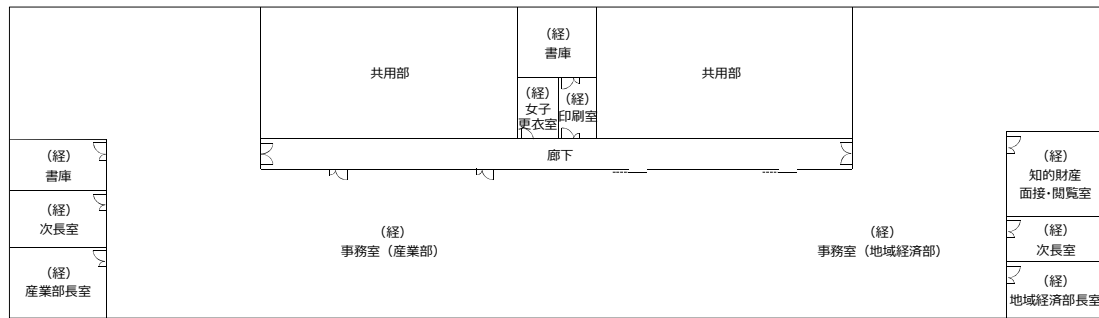 （経）
書庫
共用部
共用部
（経）
女子
更衣室
（経）
印刷室
廊下
（経）
書庫
（経）
知的財産
面接・閲覧室
（経）
次長室
（経）
事務室（産業部）
（経）
事務室（地域経済部）
（経）
次長室
（経）
産業部長室
（経）
地域経済部長室